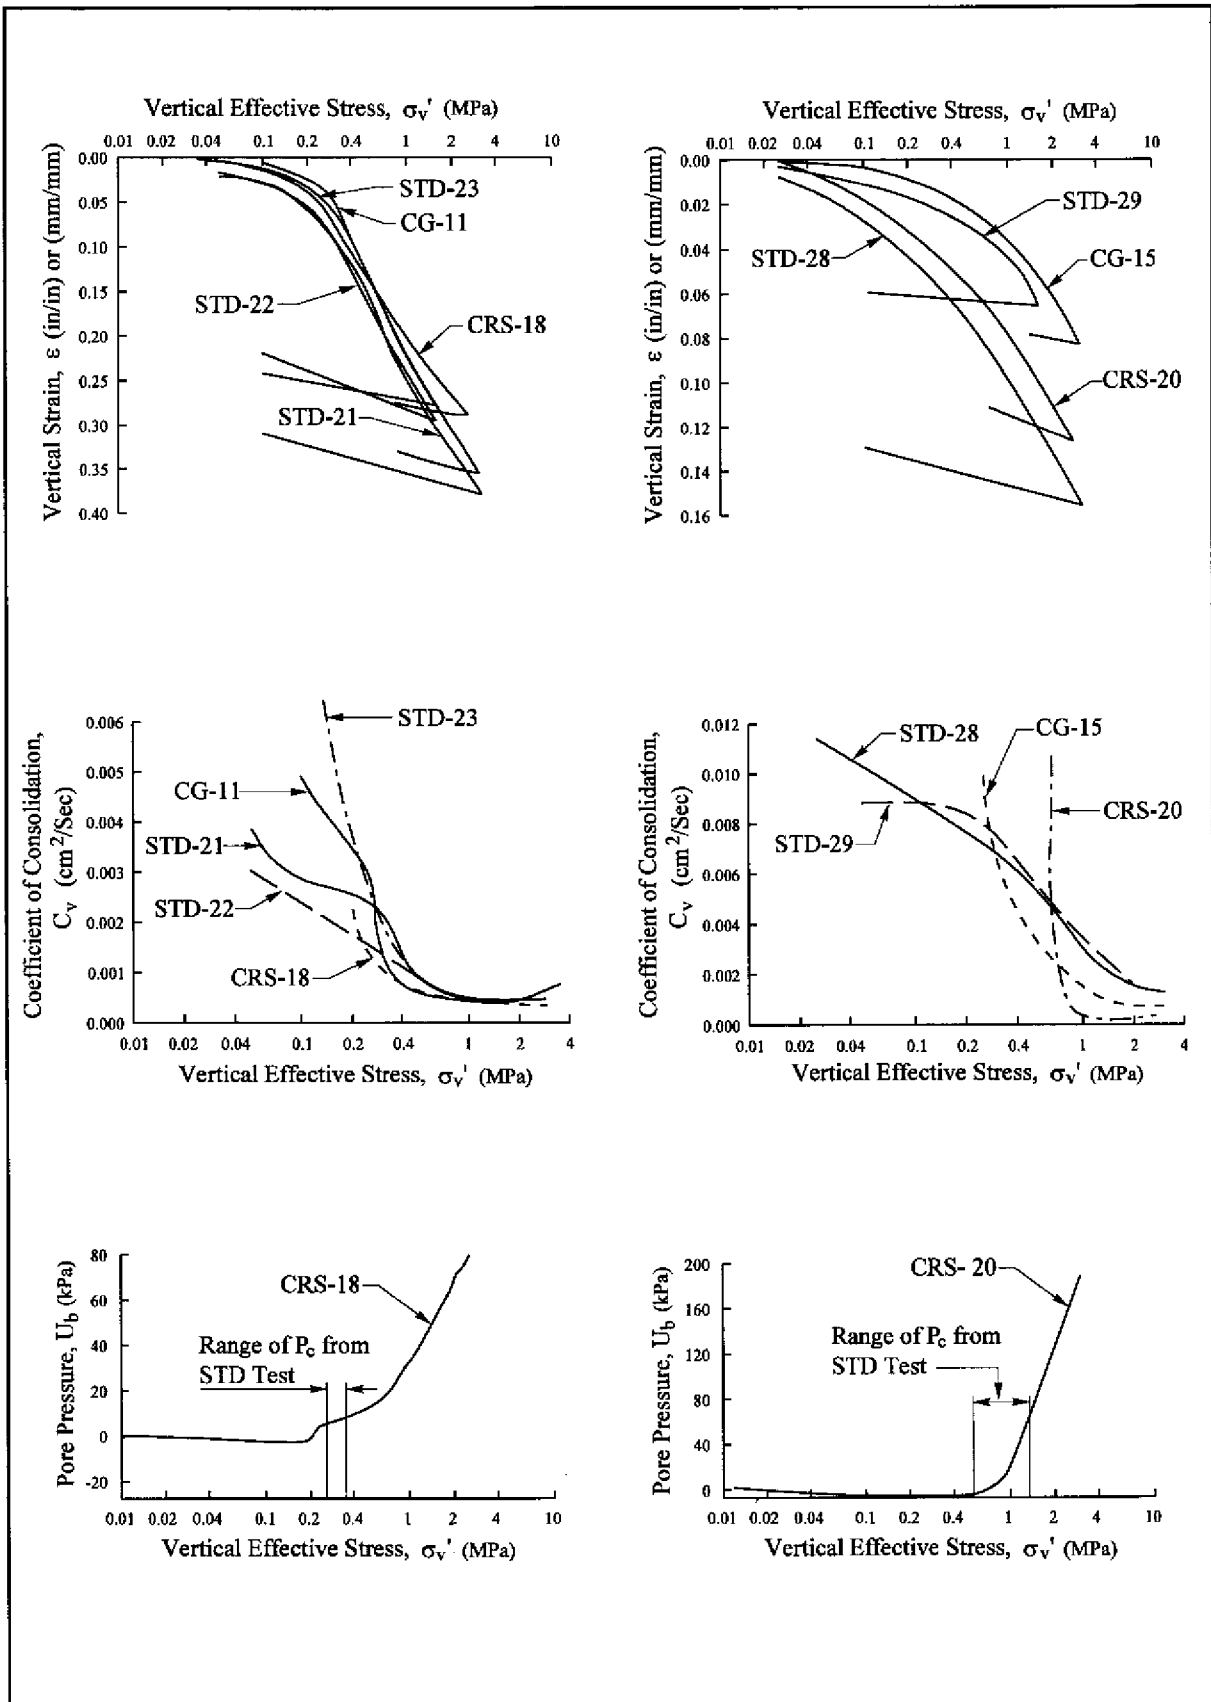 Vertical Effective Stress, σv' (MPa)
0.01 0.02 0.04 0.1 0.2 0.4 1 2 4 10
Vertical Strain, ε (in/in) or (mm/mm)
0.00
0.05
0.10
0.15
0.20
0.25
0.30
0.35
0.40
STD-23
CG-11
STD-22
CRS-18
STD-21
Vertical Effective Stress, σv' (MPa)
0.01 0.02 0.04 0.1 0.2 0.4 1 2 4 10
Vertical Strain, ε (in/in) or (mm/mm)
0.00
0.02
0.04
0.06
0.08
0.10
0.12
0.14
0.16
STD-29
STD-28
CG-15
CRS-20
Coefficient of Consolidation,
Cv (cm²/Sec)
0.006
0.005
0.004
0.003
0.002
0.001
0.000
STD-23
CG-11
STD-21
STD-22
CRS-18
0.01 0.02 0.04 0.1 0.2 0.4 1 2 4
Vertical Effective Stress, σv' (MPa)
Coefficient of Consolidation,
Cv (cm²/Sec)
0.012
0.010
0.008
0.006
0.004
0.002
0.000
STD-28
CG-15
CRS-20
STD-29
0.01 0.02 0.04 0.1 0.2 0.4 1 2 4
Vertical Effective Stress, σv' (MPa)
Pore Pressure, Ub (kPa)
80
60
40
20
0
-20
CRS-18
Range of Pc from
STD Test
0.01 0.02 0.04 0.1 0.2 0.4 1 2 4 10
Vertical Effective Stress, σv' (MPa)
Pore Pressure, Ub (kPa)
200
160
120
80
40
0
CRS- 20
Range of Pc from
STD Test
0.01 0.02 0.04 0.1 0.2 0.4 1 2 4 10
Vertical Effective Stress, σv' (MPa)